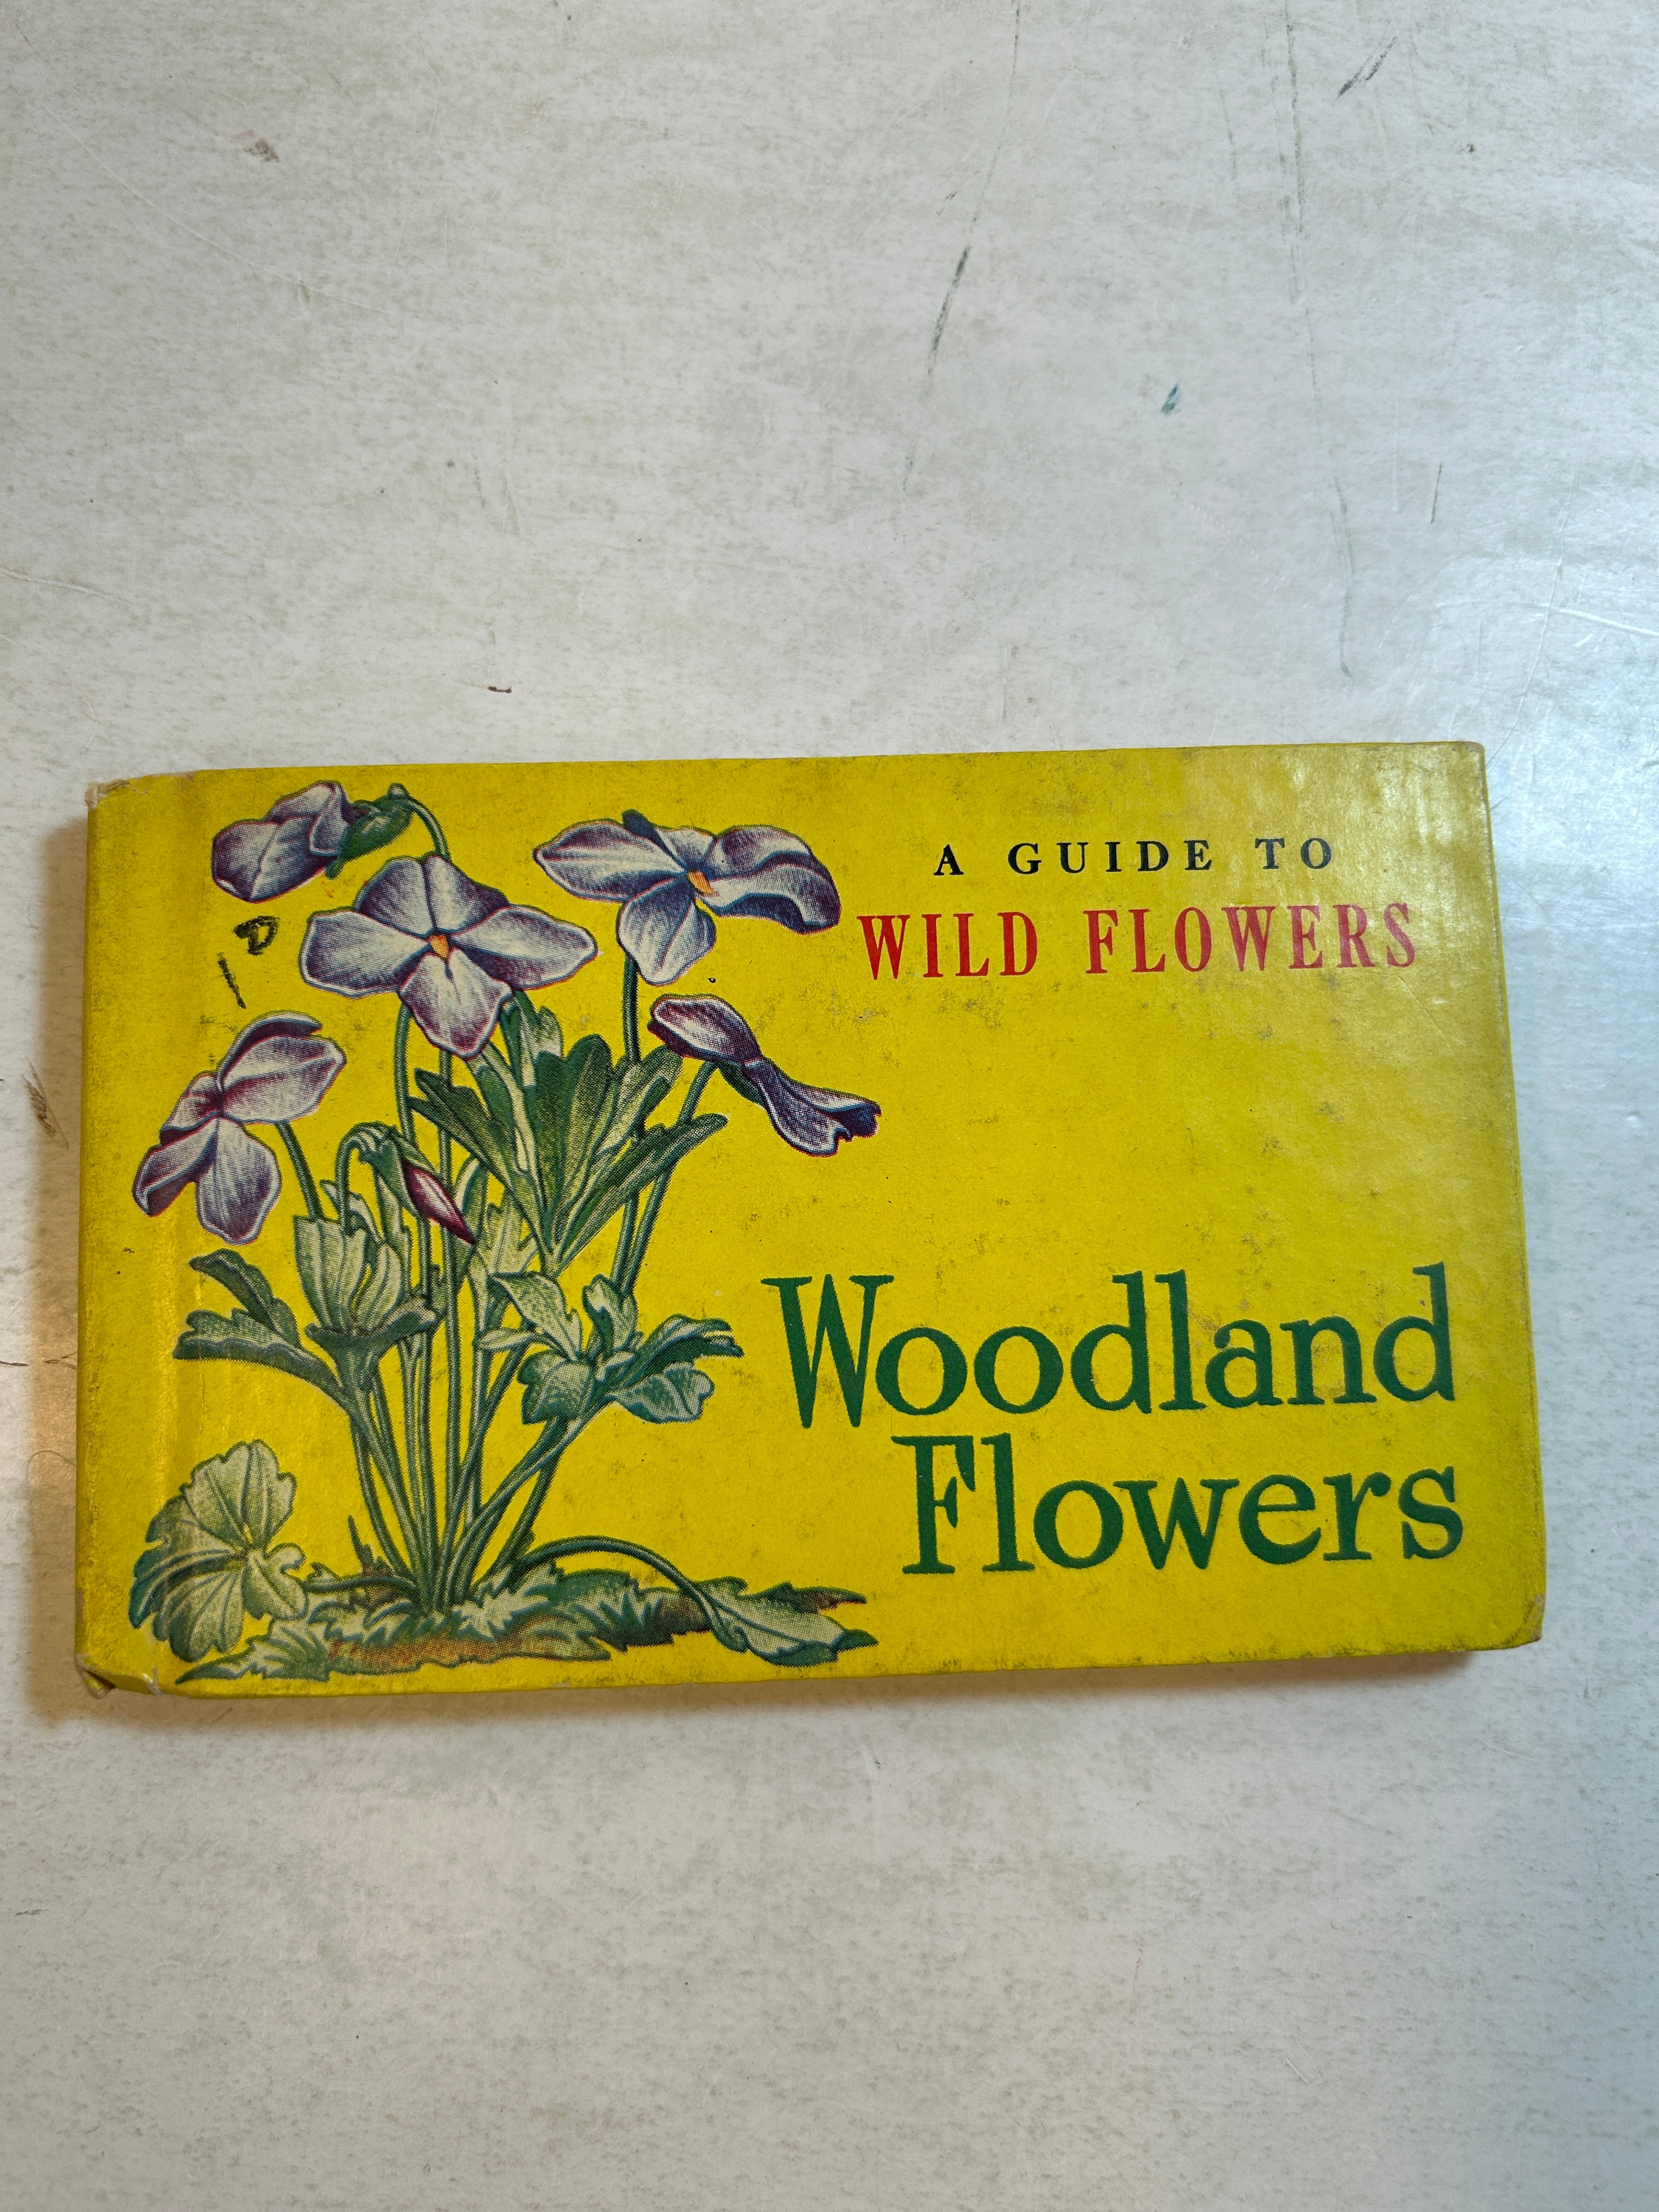 A GUIDE TO
WILD FLOWERS
Woodland
Flowers